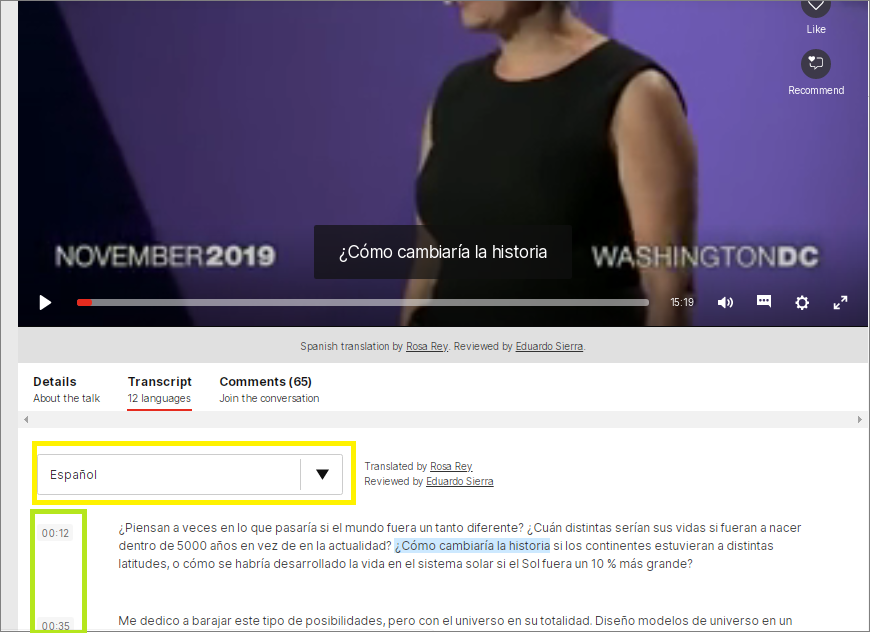 Like
Recommend
¿Cómo cambiaría la historia
NOVEMBER2019
WASHINGTONDC
15:19
Spanish translation by Rosa Rey. Reviewed by Eduardo Sierra.
Details
About the talk
Transcript
12 languages
Comments (65)
Join the conversation
Español
Translated by Rosa Rey
Reviewed by Eduardo Sierra
00:12
¿Piensan a veces en lo que pasaría si el mundo fuera un tanto diferente? ¿Cuán distintas serían sus vidas si fueran a nacer
dentro de 5000 años en vez de en la actualidad? ¿Cómo cambiaría la historia si los continentes estuvieran a distintas
latitudes, o cómo se habría desarrollado la vida en el sistema solar si el Sol fuera un 10 % más grande?
00:35
Me dedico a barajar este tipo de posibilidades, pero con el universo en su totalidad. Diseño modelos de universo en un